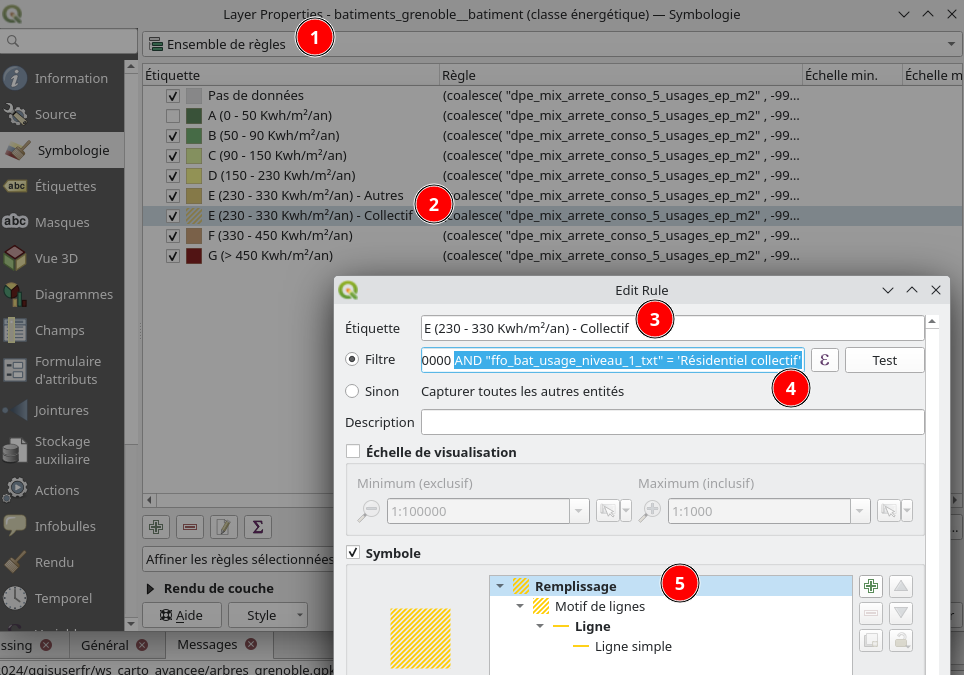 Layer Properties - batiments_grenoble__batiment (classe énergétique) — Symbologie
1
Ensemble de règles
Information
Source
Symbologie
Étiquettes
Masques
Vue 3D
Diagrammes
Champs
Formulaire
d'attributs
Jointures
Stockage
auxiliaire
Actions
Infobulles
Rendu
Temporel
Étiquette Règle Échelle min. Échelle m
Pas de données (coalesce( "dpe_mix_arrete_conso_5_usages_ep_m2" , -99...
A (0 - 50 Kwh/m²/an) (coalesce( "dpe_mix_arrete_conso_5_usages_ep_m2" , -99...
B (50 - 90 Kwh/m²/an) (coalesce( "dpe_mix_arrete_conso_5_usages_ep_m2" , -99...
C (90 - 150 Kwh/m²/an) (coalesce( "dpe_mix_arrete_conso_5_usages_ep_m2" , -99...
D (150 - 230 Kwh/m²/an) (coalesce( "dpe_mix_arrete_conso_5_usages_ep_m2" , -99...
E (230 - 330 Kwh/m²/an) - Autres (coalesce( "dpe_mix_arrete_conso_5_usages_ep_m2" , -99...
2
E (230 - 330 Kwh/m²/an) - Collectif (coalesce( "dpe_mix_arrete_conso_5_usages_ep_m2" , -99...
F (330 - 450 Kwh/m²/an) (coalesce( "dpe_mix_arrete_conso_5_usages_ep_m2" , -99...
G (> 450 Kwh/m²/an) (coalesce( "dpe_mix_arrete_conso_5_usages_ep_m2" , -99...
Σ
Affiner les règles sélectionnées
Rendu de couche
Aide Style
Edit Rule
Étiquette E (230 - 330 Kwh/m²/an) - Collectif
3
Filtre 0000 AND "ffo_bat_usage_niveau_1_txt" = 'Résidentiel collectif' ε Test
4
Sinon Capturer toutes les autres entités
Description
Échelle de visualisation
Minimum (exclusif) Maximum (inclusif)
1:100000 1:1000
Symbole
Remplissage
5
Motif de lignes
Ligne
Ligne simple
ssing Général Messages
024/qgisuserfr/ws_carto_avancee/arbres_grenoble.gpk